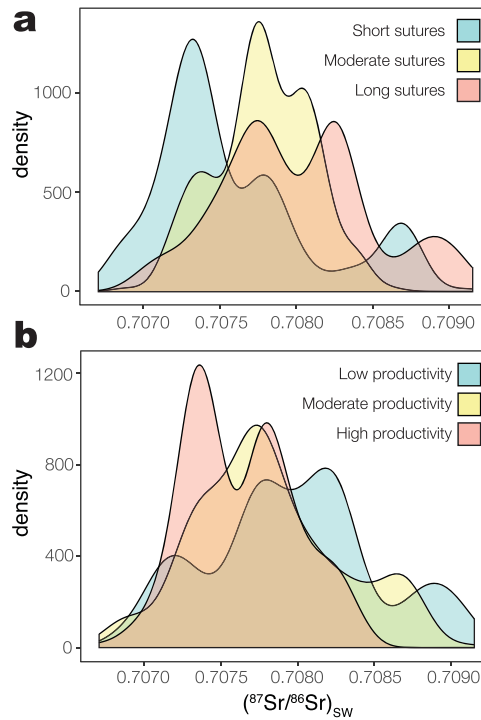 a
Short sutures
Moderate sutures
Long sutures
density
1000
500
0
0.7070 0.7075 0.7080 0.7085 0.7090
b
Low productivity
Moderate productivity
High productivity
density
1200
800
400
0
0.7070 0.7075 0.7080 0.7085 0.7090
(⁸⁷Sr/⁸⁶Sr)SW